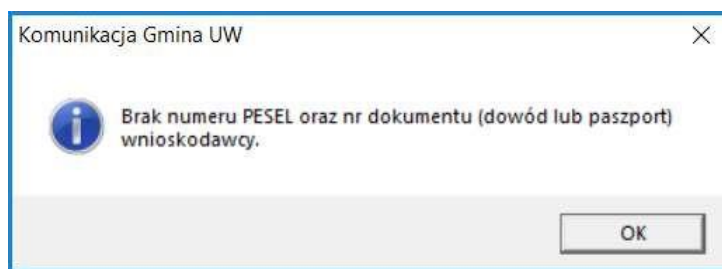 Komunikacja Gmina UW
Brak numeru PESEL oraz nr dokumentu (dowód lub paszport)
wnioskodawcy.
OK